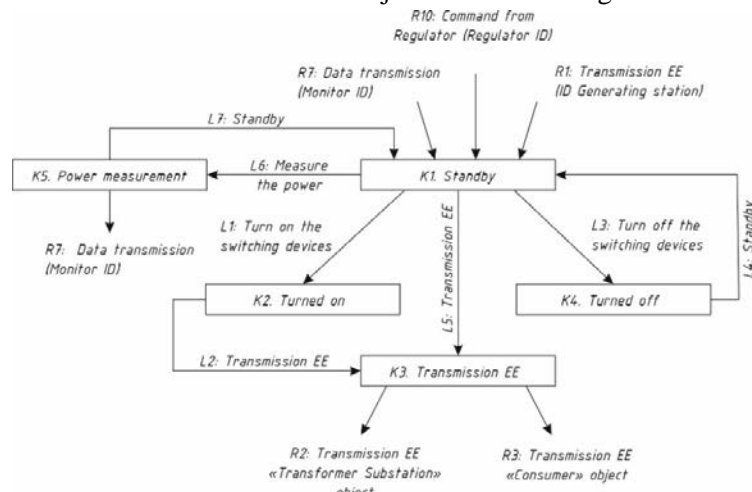 R10: Command from
Regulator (Regulator ID)
R7: Data transmission
(Monitor ID)
R1: Transmission EE
(ID Generating station)
L7: Standby
K5. Power measurement
L6: Measure
the power
K1. Standby
R7: Data transmission
(Monitor ID)
L1: Turn on the
switching devices
L5: Transmission EE
L3: Turn off the
switching devices
L4: Standby
K2. Turned on
K4. Turned off
L2: Transmission EE
K3. Transmission EE
R2: Transmission EE
«Transformer Substation»
object
R3: Transmission EE
«Consumer» object